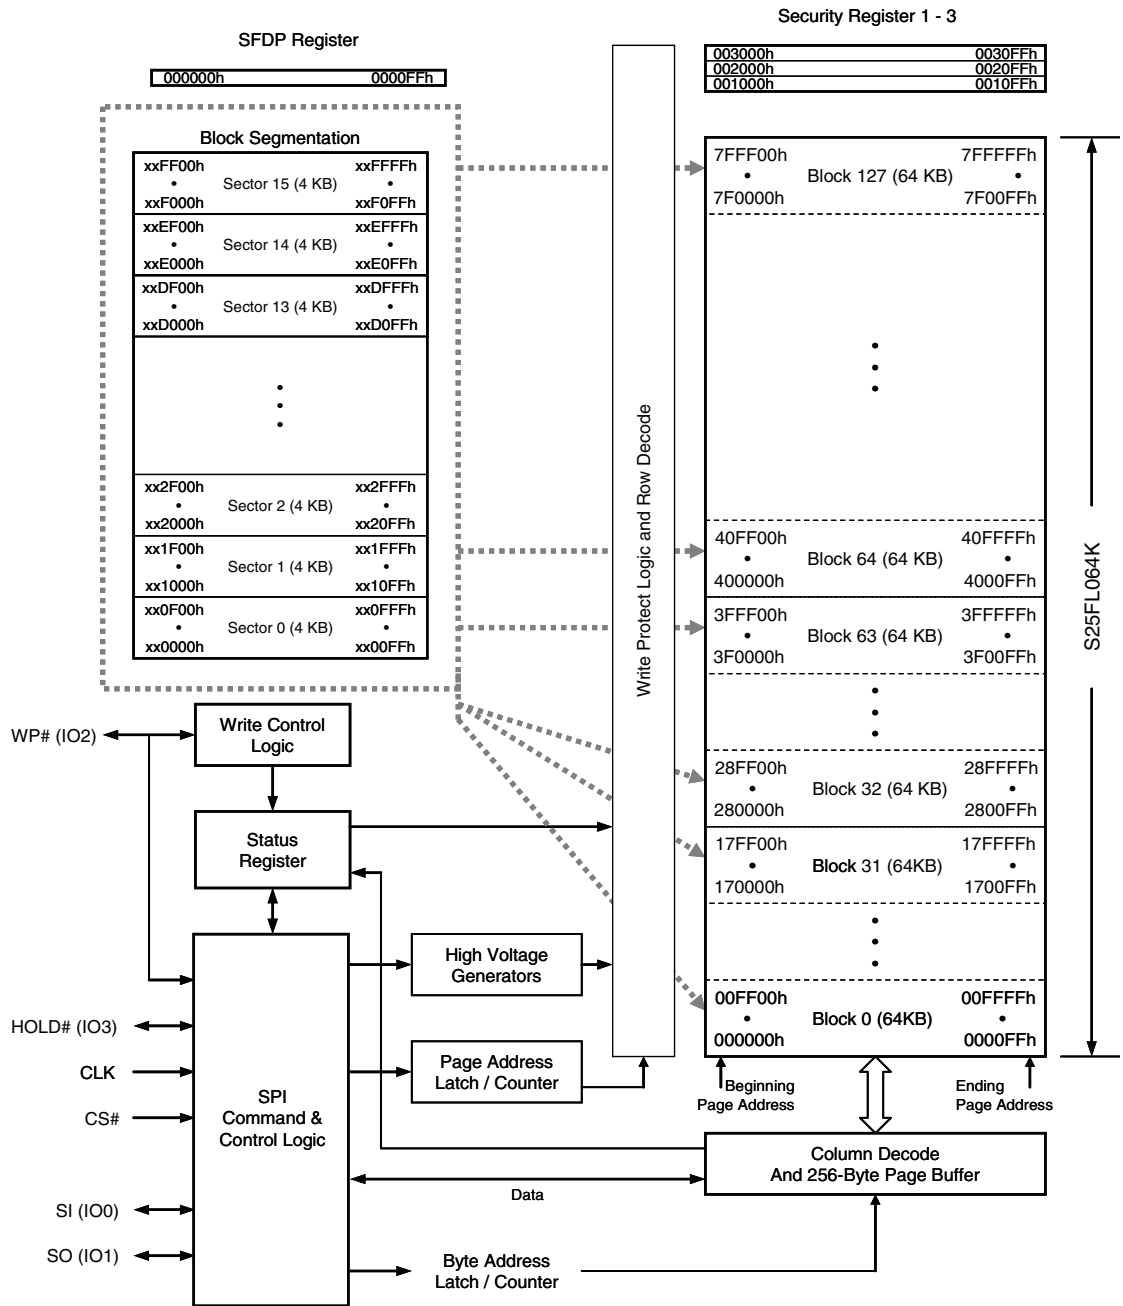 Security Register 1 - 3
SFDP Register
003000h 0030FFh
002000h 0020FFh
001000h 0010FFh
000000h 0000FFh
Block Segmentation
xxFF00h xxFFFFh
Sector 15 (4 KB)
xxF000h xxF0FFh
xxEF00h xxEFFFh
Sector 14 (4 KB)
xxE000h xxE0FFh
xxDF00h xxDFFFh
Sector 13 (4 KB)
xxD000h xxD0FFh
xx2F00h xx2FFFh
Sector 2 (4 KB)
xx2000h xx20FFh
xx1F00h xx1FFFh
Sector 1 (4 KB)
xx1000h xx10FFh
xx0F00h xx0FFFh
Sector 0 (4 KB)
xx0000h xx00FFh
Write Protect Logic and Row Decode
7FFF00h 7FFFFFh
Block 127 (64 KB)
7F0000h 7F00FFh
40FF00h 40FFFFh
Block 64 (64 KB)
400000h 4000FFh
3FFF00h 3FFFFFh
Block 63 (64 KB)
3F0000h 3F00FFh
28FF00h 28FFFFh
Block 32 (64 KB)
280000h 2800FFh
17FF00h 17FFFFh
Block 31 (64KB)
170000h 1700FFh
00FF00h 00FFFFh
Block 0 (64KB)
000000h 0000FFh
S25FL064K
Beginning
Page Address
Ending
Page Address
WP# (IO2)
Write Control
Logic
Status
Register
High Voltage
Generators
HOLD# (IO3)
CLK
CS#
Page Address
Latch / Counter
SPI
Command &
Control Logic
Column Decode
And 256-Byte Page Buffer
Data
SI (IO0)
SO (IO1)
Byte Address
Latch / Counter